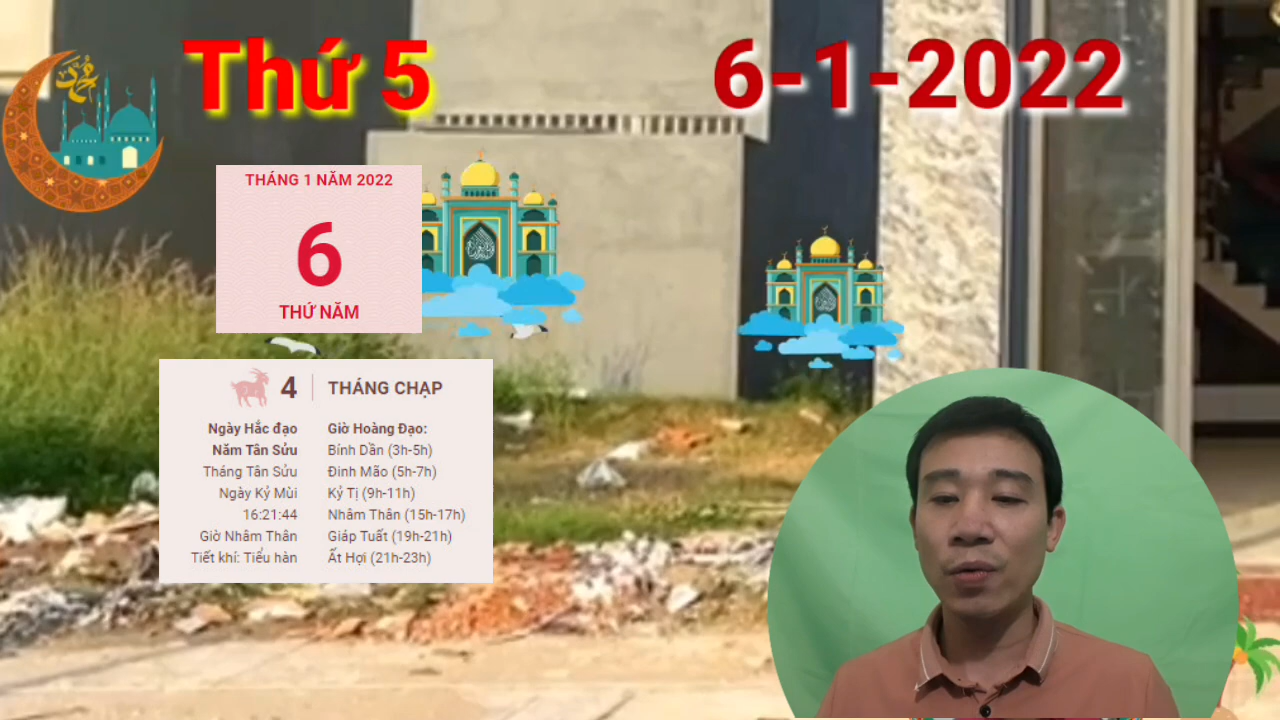 Thứ 5
6-1-2022
THÁNG 1 NĂM 2022
6
THỨ NĂM
4 THÁNG CHẠP
Ngày Hắc đạo
Năm Tân Sửu
Tháng Tân Sửu
Ngày Kỷ Mùi
16:21:44
Giờ Nhâm Thân
Tiết khí: Tiểu hàn
Giờ Hoàng Đạo:
Bính Dần (3h-5h)
Đinh Mão (5h-7h)
Kỷ Tị (9h-11h)
Nhâm Thân (15h-17h)
Giáp Tuất (19h-21h)
Ất Hợi (21h-23h)